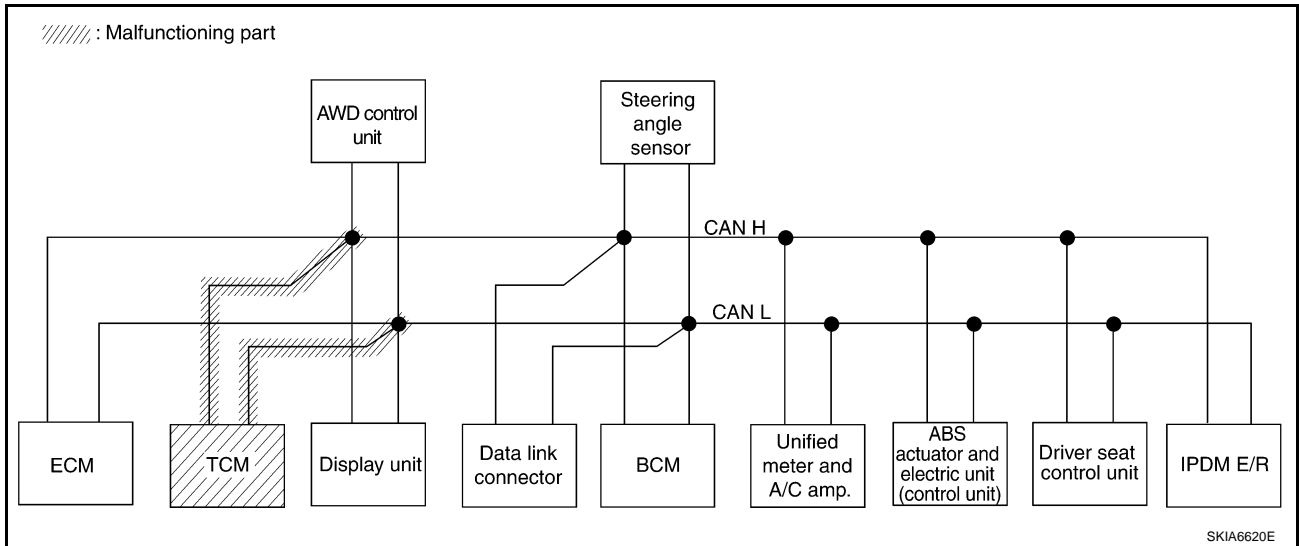 : Malfunctioning part
AWD control
unit
Steering
angle
sensor
CAN H
CAN L
ECM
TCM
Display unit
Data link
connector
BCM
Unified
meter and
A/C amp.
ABS
actuator and
electric unit
(control unit)
Driver seat
control unit
IPDM E/R
SKIA6620E